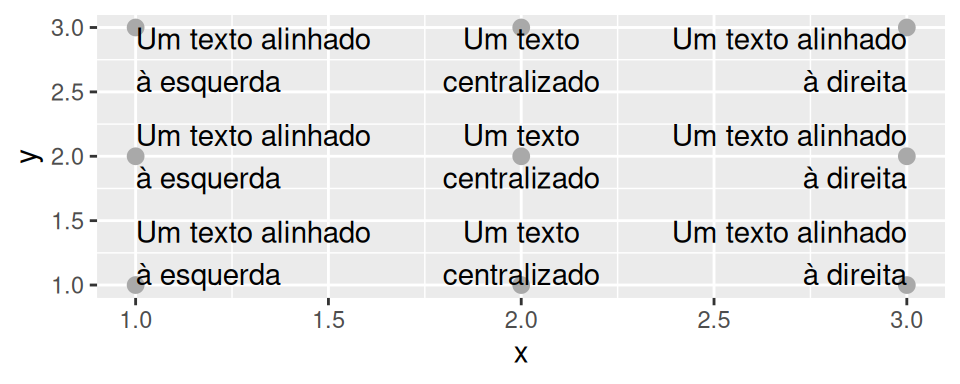 3.0
Um texto alinhado Um texto Um texto alinhado
à esquerda centralizado à direita
2.5
Um texto alinhado Um texto Um texto alinhado
2.0
à esquerda centralizado à direita
1.5
Um texto alinhado Um texto Um texto alinhado
à esquerda centralizado à direita
1.0
y
1.0 1.5 2.0 2.5 3.0
x